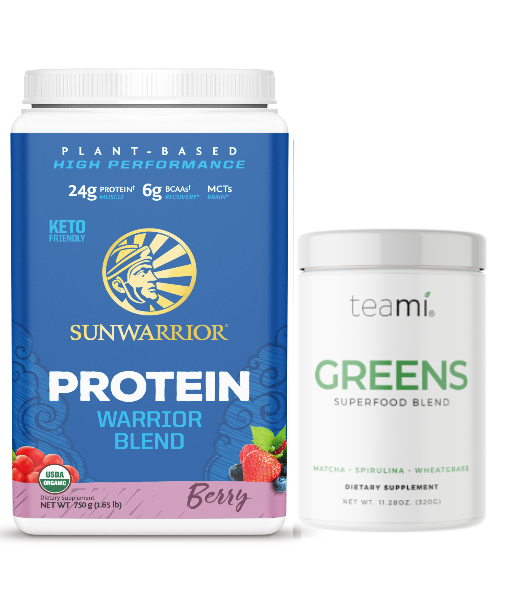 PLANT-BASED
HIGH PERFORMANCE
24g PROTEIN† MUSCLE 6g BCAAs† RECOVERY* MCTs BRAIN*
KETO
FRIENDLY
SUNWARRIOR®
PROTEIN
WARRIOR
BLEND
USDA
ORGANIC
Berry
Dietary Supplement
NET WT. 750 g (1.65 lb)
teami®
GREENS
SUPERFOOD BLEND
MATCHA • SPIRULINA • WHEATGRASS
DIETARY SUPPLEMENT
NET WT. 11.28OZ. (320G)